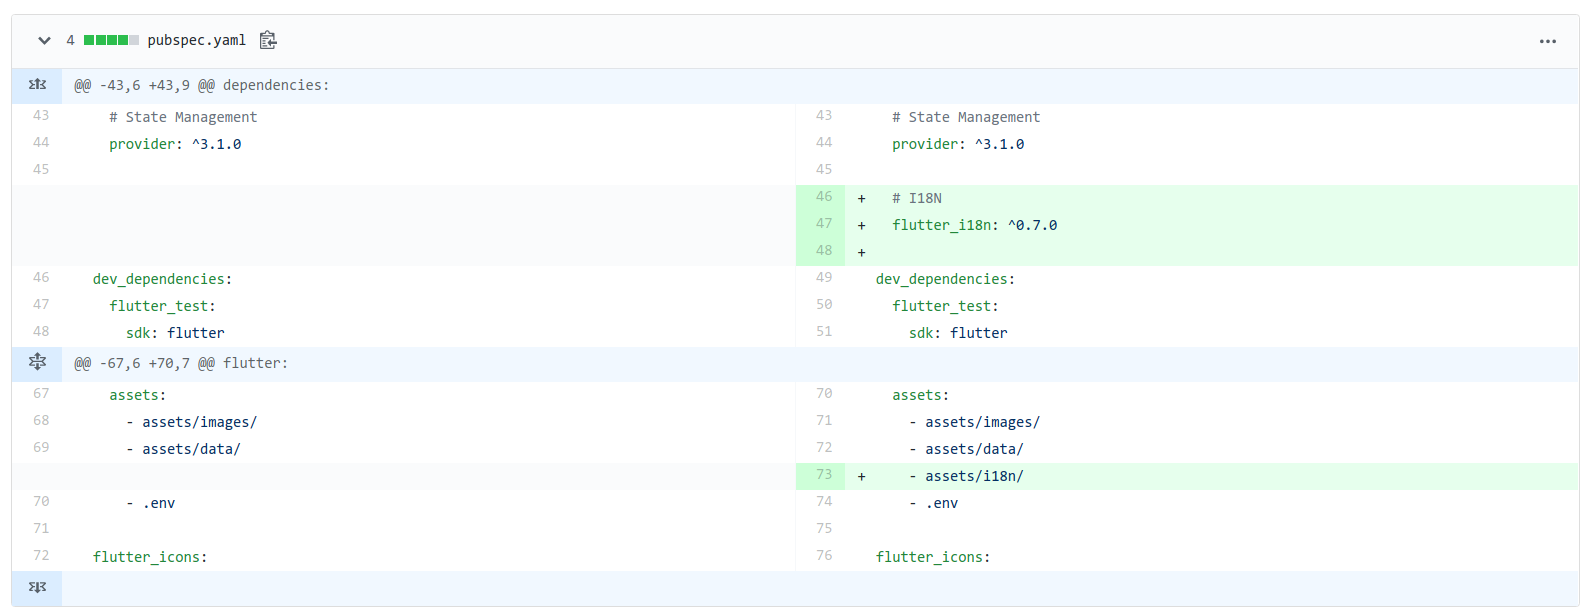 4 pubspec.yaml
@@ -43,6 +43,9 @@ dependencies:
43 # State Management 43 # State Management
44 provider: ^3.1.0 44 provider: ^3.1.0
45 45
46 + # I18N
47 + flutter_i18n: ^0.7.0
48 +
46 dev_dependencies: 49 dev_dependencies:
47 flutter_test: 50 flutter_test:
48 sdk: flutter 51 sdk: flutter
@@ -67,6 +70,7 @@ flutter:
67 assets: 70 assets:
68 - assets/images/ 71 - assets/images/
69 - assets/data/ 72 - assets/data/
73 + - assets/i18n/
70 - .env 74 - .env
71 75
72 flutter_icons: 76 flutter_icons: